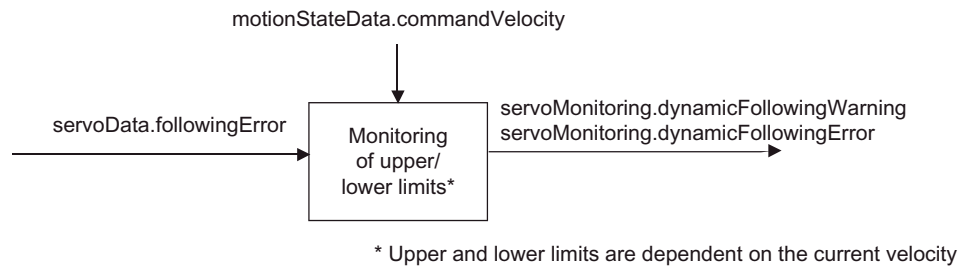 motionStateData.commandVelocity
servoData.followingError
Monitoring
of upper/
lower limits*
servoMonitoring.dynamicFollowingWarning
servoMonitoring.dynamicFollowingError
* Upper and lower limits are dependent on the current velocity